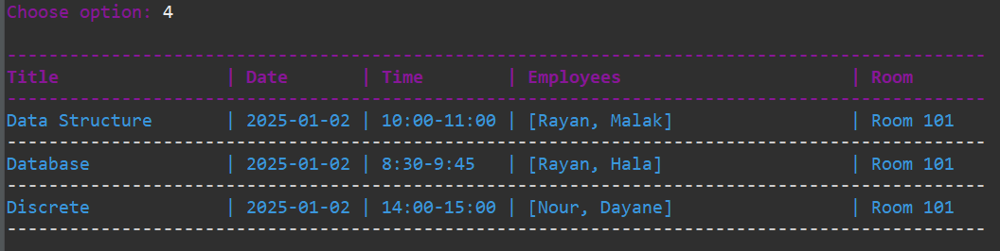 Choose option: 4
----------------------------------------------------------------------------------------------
Title                | Date       | Time        | Employees                      | Room
----------------------------------------------------------------------------------------------
Data Structure       | 2025-01-02 | 10:00-11:00 | [Rayan, Malak]                 | Room 101
----------------------------------------------------------------------------------------------
Database             | 2025-01-02 | 8:30-9:45   | [Rayan, Hala]                  | Room 101
----------------------------------------------------------------------------------------------
Discrete             | 2025-01-02 | 14:00-15:00 | [Nour, Dayane]                 | Room 101
----------------------------------------------------------------------------------------------